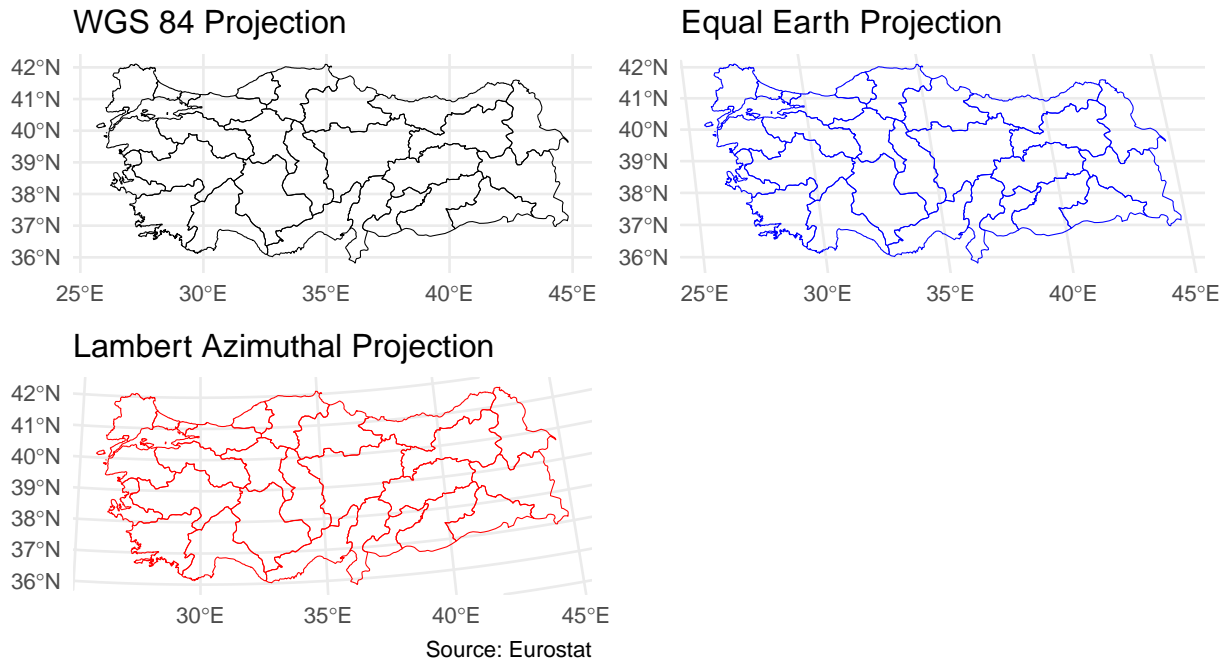 WGS 84 Projection
42°N
41°N
40°N
39°N
38°N
37°N
36°N
25°E 30°E 35°E 40°E 45°E
Equal Earth Projection
42°N
41°N
40°N
39°N
38°N
37°N
36°N
25°E 30°E 35°E 40°E 45°E
Lambert Azimuthal Projection
42°N
41°N
40°N
39°N
38°N
37°N
36°N
30°E 35°E 40°E 45°E
Source: Eurostat